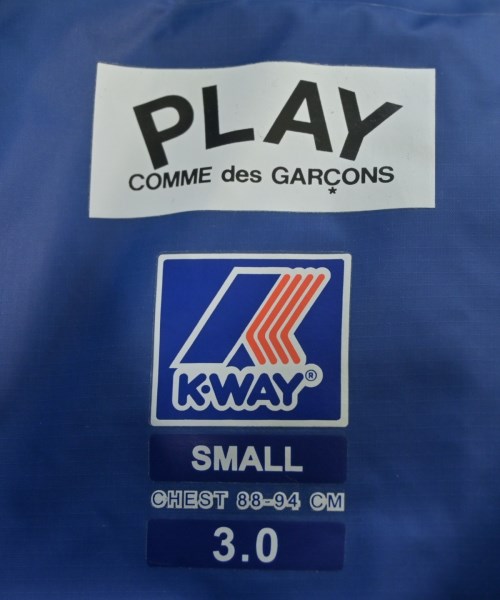 PLAY
COMME des GARÇONS
*
K·WAY®
SMALL
CHEST 88-94 CM
3.0